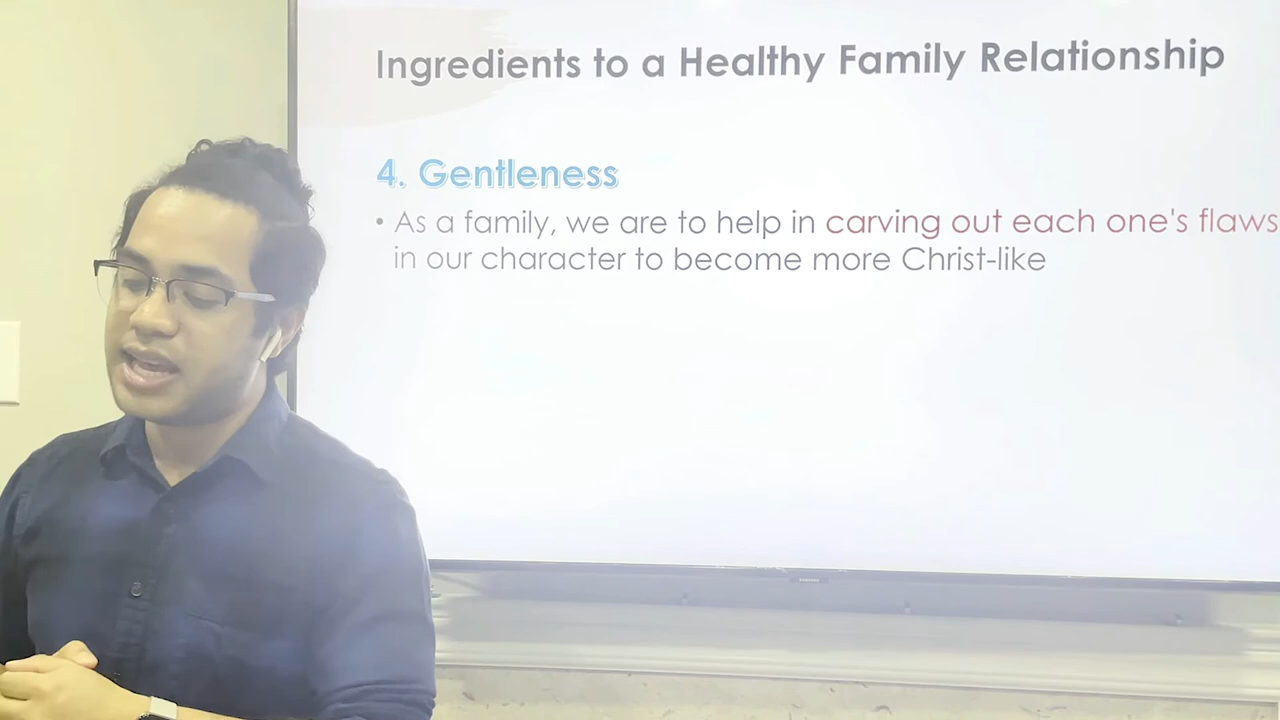 Ingredients to a Healthy Family Relationship
4. Gentleness
• As a family, we are to help in carving out each one's flaws
in our character to become more Christ-like
SAMSUNG